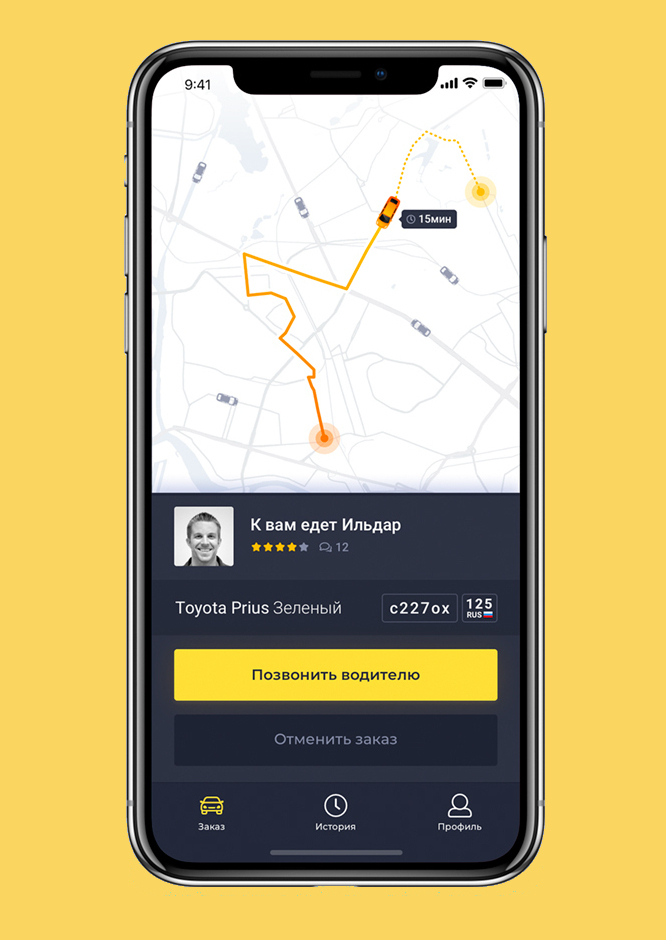 9:41
15мин
К вам едет Ильдар
12
Toyota Prius Зеленый
с227ох
125
RUS
Позвонить водителю
Отменить заказ
Заказ
История
Профиль